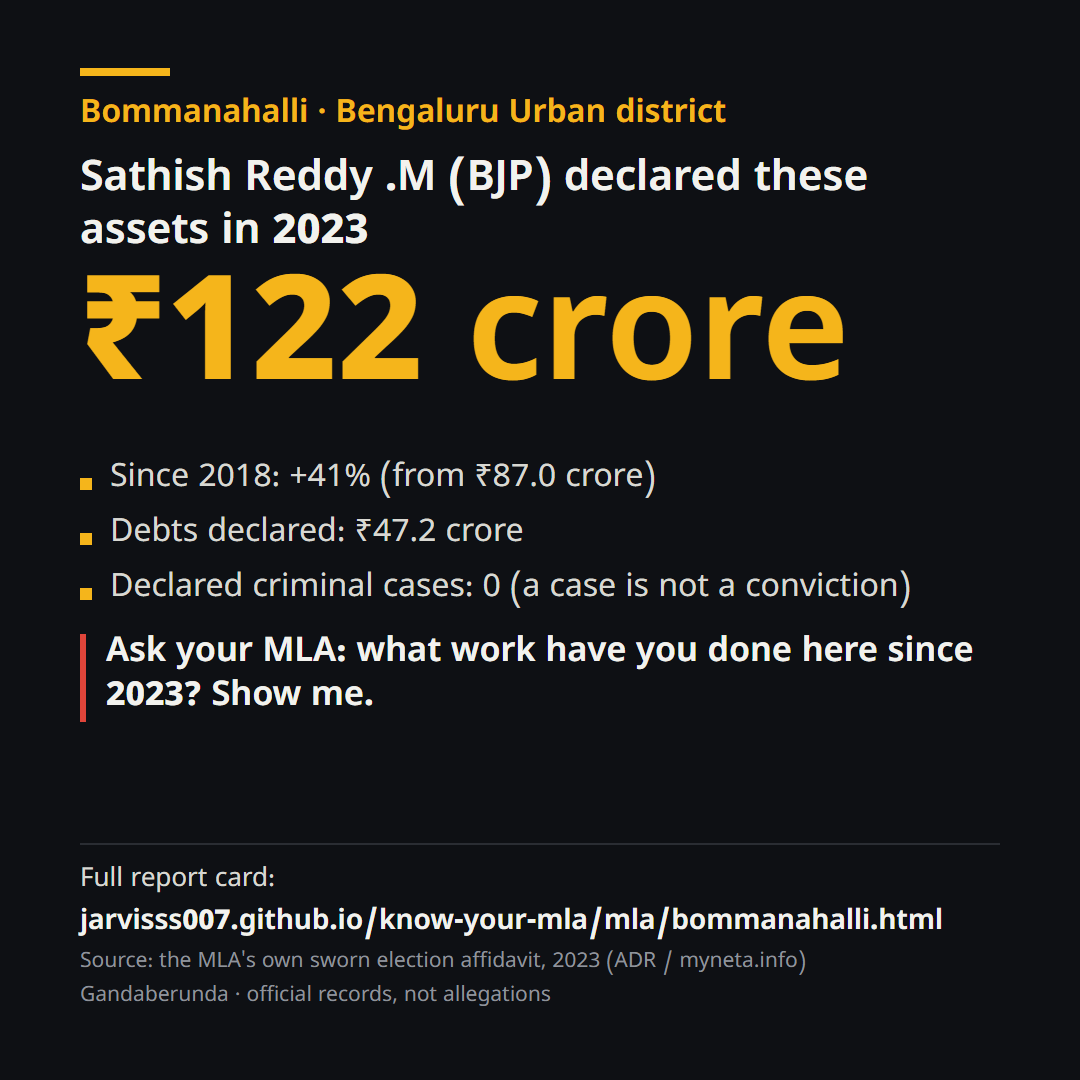 Bommanahalli · Bengaluru Urban district
Sathish Reddy .M (BJP) declared these
assets in 2023
₹122 crore
Since 2018: +41% (from ₹87.0 crore)
Debts declared: ₹47.2 crore
Declared criminal cases: 0 (a case is not a conviction)
Ask your MLA: what work have you done here since
2023? Show me.
Full report card:
jarvisss007.github.io/know-your-mla/mla/bommanahalli.html
Source: the MLA's own sworn election affidavit, 2023 (ADR / myneta.info)
Gandaberunda · official records, not allegations